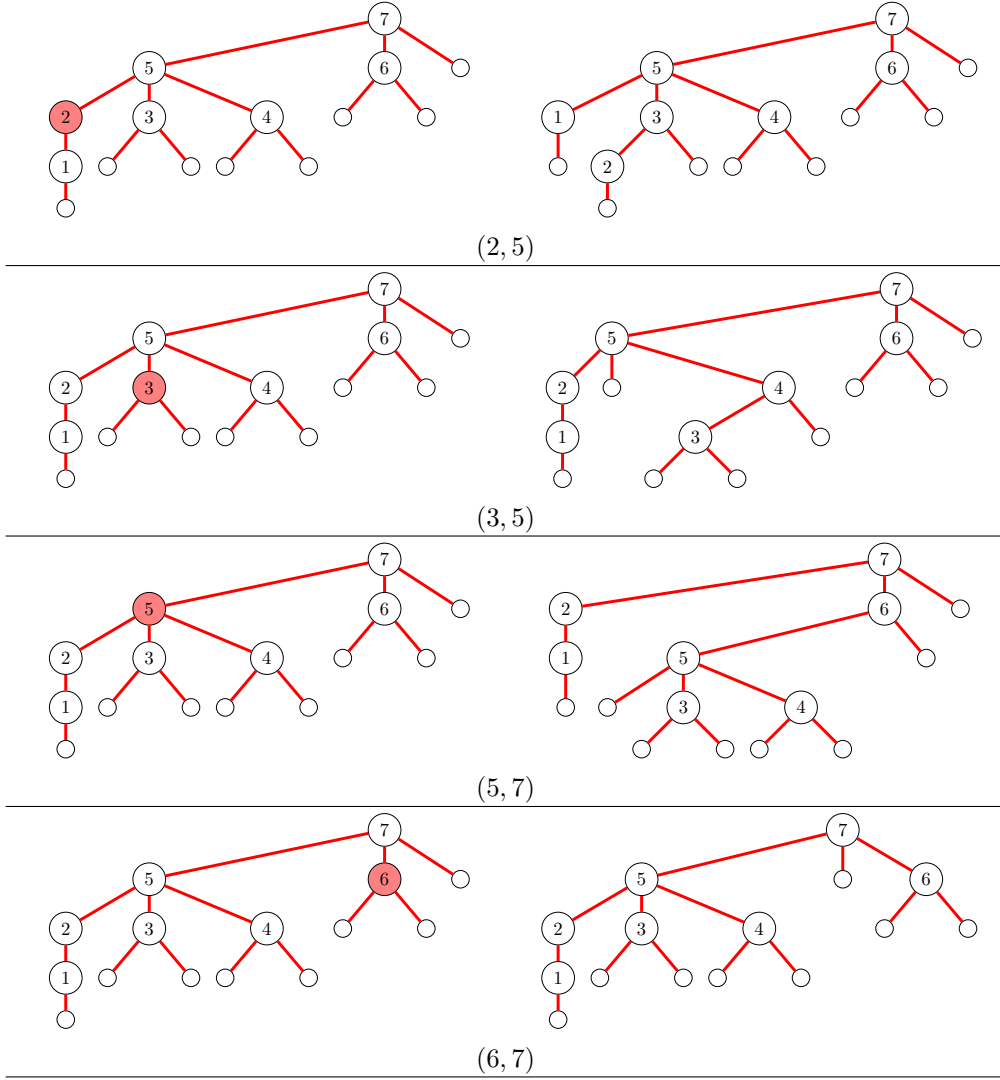 7 7
5 6 5 6
2 3 4 1 3 4
1 2
(2, 5)
7 7
5 6 5 6
2 3 4 2 4
1 1 3
(3, 5)
7 7
5 6 2 6
2 3 4 1 5
1 3 4
(5, 7)
7 7
5 6 5 6
2 3 4 2 3 4
1 1
(6, 7)